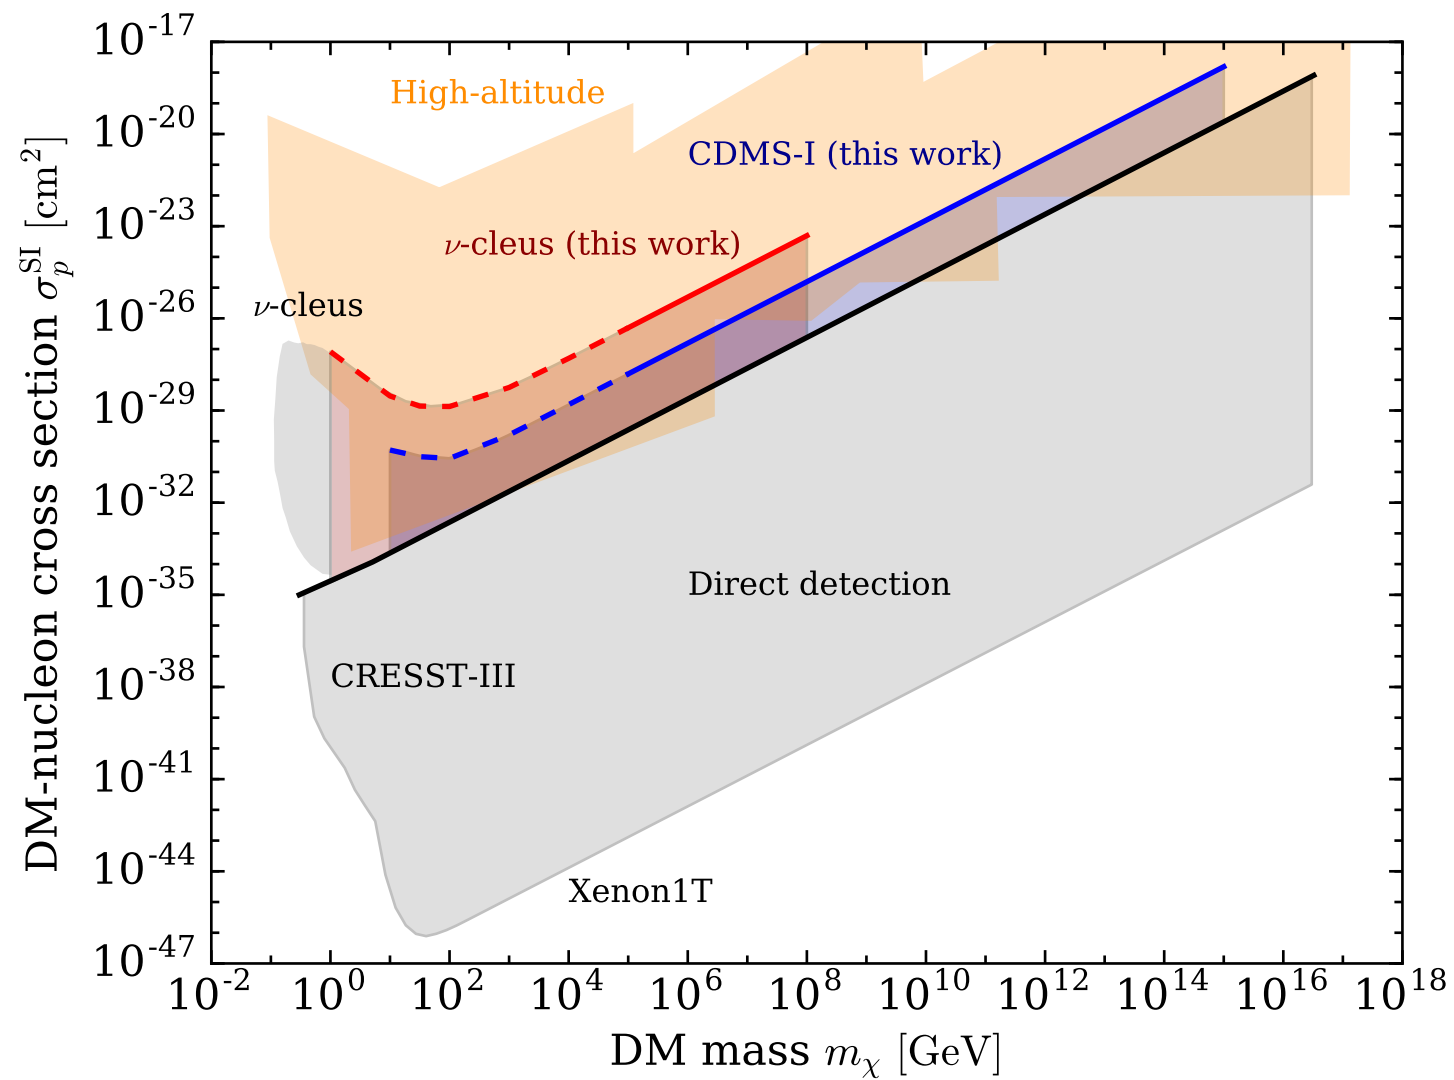 10^-17
10^-20
10^-23
10^-26
10^-29
10^-32
10^-35
10^-38
10^-41
10^-44
10^-47
DM-nucleon cross section σ_p^SI [cm^2]
High-altitude
CDMS-I (this work)
ν-cleus (this work)
ν-cleus
Direct detection
CRESST-III
Xenon1T
10^-2 10^0 10^2 10^4 10^6 10^8 10^10 10^12 10^14 10^16 10^18
DM mass m_χ [GeV]